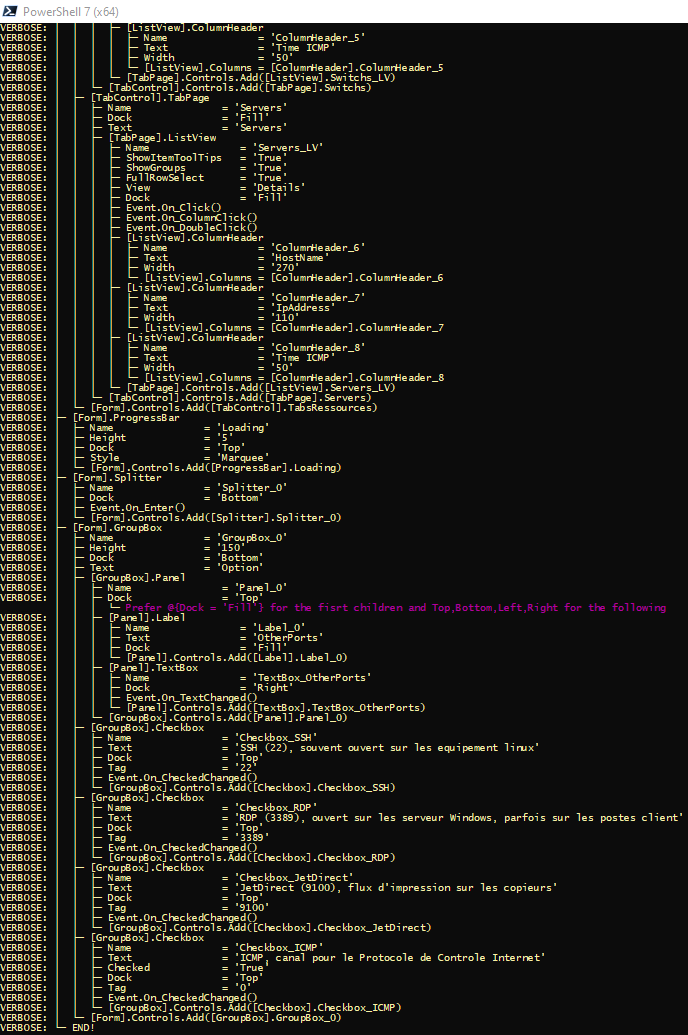 PowerShell 7 (x64)
VERBOSE: │ │ │ ├─ [ListView].ColumnHeader
VERBOSE: │ │ │ │ ├─ Name = 'ColumnHeader_5'
VERBOSE: │ │ │ │ ├─ Text = 'Time ICMP'
VERBOSE: │ │ │ │ ├─ Width = '50'
VERBOSE: │ │ │ │ └─ [ListView].Columns = [ColumnHeader].ColumnHeader_5
VERBOSE: │ │ │ └─ [TabPage].Controls.Add([ListView].Switchs_LV)
VERBOSE: │ │ └─ [TabControl].Controls.Add([TabPage].Switchs)
VERBOSE: │ ├─ [TabControl].TabPage
VERBOSE: │ │ ├─ Name = 'Servers'
VERBOSE: │ │ ├─ Dock = 'Fill'
VERBOSE: │ │ ├─ Text = 'Servers'
VERBOSE: │ │ ├─ [TabPage].ListView
VERBOSE: │ │ │ ├─ Name = 'Servers_LV'
VERBOSE: │ │ │ ├─ ShowItemToolTips = 'True'
VERBOSE: │ │ │ ├─ ShowGroups = 'True'
VERBOSE: │ │ │ ├─ FullRowSelect = 'True'
VERBOSE: │ │ │ ├─ View = 'Details'
VERBOSE: │ │ │ ├─ Dock = 'Fill'
VERBOSE: │ │ │ ├─ Event.On_Click()
VERBOSE: │ │ │ ├─ Event.On_ColumnClick()
VERBOSE: │ │ │ ├─ Event.On_DoubleClick()
VERBOSE: │ │ │ ├─ [ListView].ColumnHeader
VERBOSE: │ │ │ │ ├─ Name = 'ColumnHeader_6'
VERBOSE: │ │ │ │ ├─ Text = 'HostName'
VERBOSE: │ │ │ │ ├─ Width = '270'
VERBOSE: │ │ │ │ └─ [ListView].Columns = [ColumnHeader].ColumnHeader_6
VERBOSE: │ │ │ ├─ [ListView].ColumnHeader
VERBOSE: │ │ │ │ ├─ Name = 'ColumnHeader_7'
VERBOSE: │ │ │ │ ├─ Text = 'IpAddress'
VERBOSE: │ │ │ │ ├─ Width = '110'
VERBOSE: │ │ │ │ └─ [ListView].Columns = [ColumnHeader].ColumnHeader_7
VERBOSE: │ │ │ ├─ [ListView].ColumnHeader
VERBOSE: │ │ │ │ ├─ Name = 'ColumnHeader_8'
VERBOSE: │ │ │ │ ├─ Text = 'Time ICMP'
VERBOSE: │ │ │ │ ├─ Width = '50'
VERBOSE: │ │ │ │ └─ [ListView].Columns = [ColumnHeader].ColumnHeader_8
VERBOSE: │ │ │ └─ [TabPage].Controls.Add([ListView].Servers_LV)
VERBOSE: │ │ └─ [TabControl].Controls.Add([TabPage].Servers)
VERBOSE: │ └─ [Form].Controls.Add([TabControl].TabsRessources)
VERBOSE: ├─ [Form].ProgressBar
VERBOSE: │ ├─ Name = 'Loading'
VERBOSE: │ ├─ Height = '5'
VERBOSE: │ ├─ Dock = 'Top'
VERBOSE: │ ├─ Style = 'Marquee'
VERBOSE: │ └─ [Form].Controls.Add([ProgressBar].Loading)
VERBOSE: ├─ [Form].Splitter
VERBOSE: │ ├─ Name = 'Splitter_0'
VERBOSE: │ ├─ Dock = 'Bottom'
VERBOSE: │ ├─ Event.On_Enter()
VERBOSE: │ └─ [Form].Controls.Add([Splitter].Splitter_0)
VERBOSE: ├─ [Form].GroupBox
VERBOSE: │ ├─ Name = 'GroupBox_0'
VERBOSE: │ ├─ Height = '150'
VERBOSE: │ ├─ Dock = 'Bottom'
VERBOSE: │ ├─ Text = 'Option'
VERBOSE: │ ├─ [GroupBox].Panel
VERBOSE: │ │ ├─ Name = 'Panel_0'
VERBOSE: │ │ ├─ Dock = 'Top'
│ │ └─ Prefer @{Dock = 'Fill'} for the fisrt children and Top,Bottom,Left,Right for the following
VERBOSE: │ │ ├─ [Panel].Label
VERBOSE: │ │ │ ├─ Name = 'Label_0'
VERBOSE: │ │ │ ├─ Text = 'OtherPorts'
VERBOSE: │ │ │ ├─ Dock = 'Fill'
VERBOSE: │ │ │ └─ [Panel].Controls.Add([Label].Label_0)
VERBOSE: │ │ ├─ [Panel].TextBox
VERBOSE: │ │ │ ├─ Name = 'TextBox_OtherPorts'
VERBOSE: │ │ │ ├─ Dock = 'Right'
VERBOSE: │ │ │ ├─ Event.On_TextChanged()
VERBOSE: │ │ │ └─ [Panel].Controls.Add([TextBox].TextBox_OtherPorts)
VERBOSE: │ │ └─ [GroupBox].Controls.Add([Panel].Panel_0)
VERBOSE: │ ├─ [GroupBox].Checkbox
VERBOSE: │ │ ├─ Name = 'Checkbox_SSH'
VERBOSE: │ │ ├─ Text = 'SSH (22), souvent ouvert sur les equipement linux'
VERBOSE: │ │ ├─ Dock = 'Top'
VERBOSE: │ │ ├─ Tag = '22'
VERBOSE: │ │ ├─ Event.On_CheckedChanged()
VERBOSE: │ │ └─ [GroupBox].Controls.Add([Checkbox].Checkbox_SSH)
VERBOSE: │ ├─ [GroupBox].Checkbox
VERBOSE: │ │ ├─ Name = 'Checkbox_RDP'
VERBOSE: │ │ ├─ Text = 'RDP (3389), ouvert sur les serveur Windows, parfois sur les postes client'
VERBOSE: │ │ ├─ Dock = 'Top'
VERBOSE: │ │ ├─ Tag = '3389'
VERBOSE: │ │ ├─ Event.On_CheckedChanged()
VERBOSE: │ │ └─ [GroupBox].Controls.Add([Checkbox].Checkbox_RDP)
VERBOSE: │ ├─ [GroupBox].Checkbox
VERBOSE: │ │ ├─ Name = 'Checkbox_JetDirect'
VERBOSE: │ │ ├─ Text = 'JetDirect (9100), flux d'impression sur les copieurs'
VERBOSE: │ │ ├─ Dock = 'Top'
VERBOSE: │ │ ├─ Tag = '9100'
VERBOSE: │ │ ├─ Event.On_CheckedChanged()
VERBOSE: │ │ └─ [GroupBox].Controls.Add([Checkbox].Checkbox_JetDirect)
VERBOSE: │ ├─ [GroupBox].Checkbox
VERBOSE: │ │ ├─ Name = 'Checkbox_ICMP'
VERBOSE: │ │ ├─ Text = 'ICMP, canal pour le Protocole de Controle Internet'
VERBOSE: │ │ ├─ Checked = 'True'
VERBOSE: │ │ ├─ Dock = 'Top'
VERBOSE: │ │ ├─ Tag = '0'
VERBOSE: │ │ ├─ Event.On_CheckedChanged()
VERBOSE: │ │ └─ [GroupBox].Controls.Add([Checkbox].Checkbox_ICMP)
VERBOSE: │ └─ [Form].Controls.Add([GroupBox].GroupBox_0)
VERBOSE: └─ END!